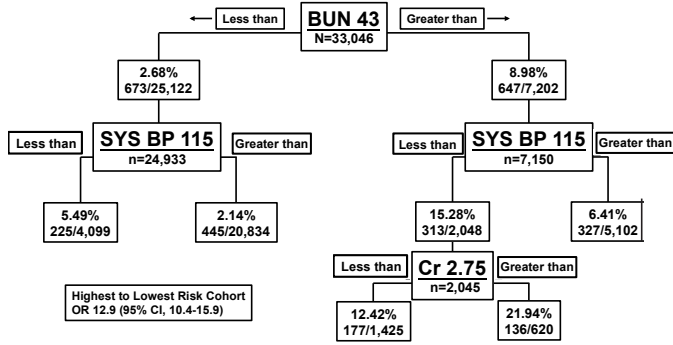 Less than
BUN 43
Greater than
N=33,046
2.68%
673/25,122
8.98%
647/7,202
Less than
SYS BP 115
Greater than
n=24,933
Less than
SYS BP 115
Greater than
n=7,150
5.49%
225/4,099
2.14%
445/20,834
15.28%
313/2,048
6.41%
327/5,102
Less than
Cr 2.75
Greater than
n=2,045
Highest to Lowest Risk Cohort
OR 12.9 (95% CI, 10.4-15.9)
12.42%
177/1,425
21.94%
136/620